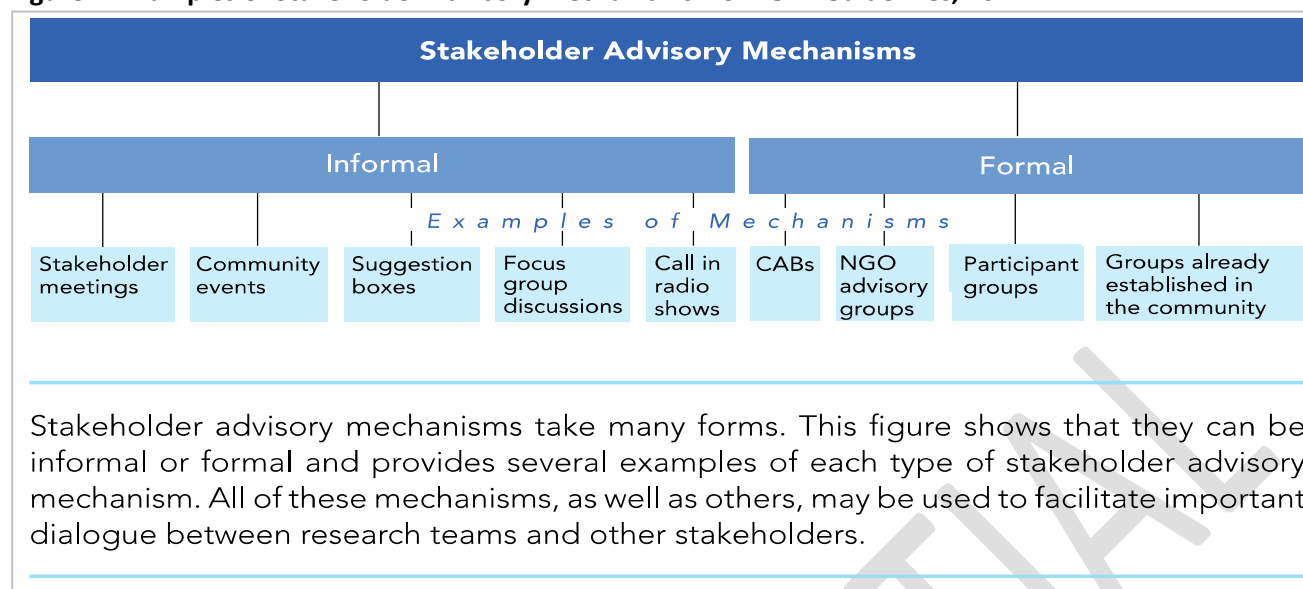 Stakeholder Advisory Mechanisms
Informal
Formal
Examples of Mechanisms
Stakeholder
meetings
Community
events
Suggestion
boxes
Focus
group
discussions
Call in
radio
shows
CABs
NGO
advisory
groups
Participant
groups
Groups already
established in
the community
Stakeholder advisory mechanisms take many forms. This figure shows that they can be
informal or formal and provides several examples of each type of stakeholder advisory
mechanism. All of these mechanisms, as well as others, may be used to facilitate important
dialogue between research teams and other stakeholders.
TIAL